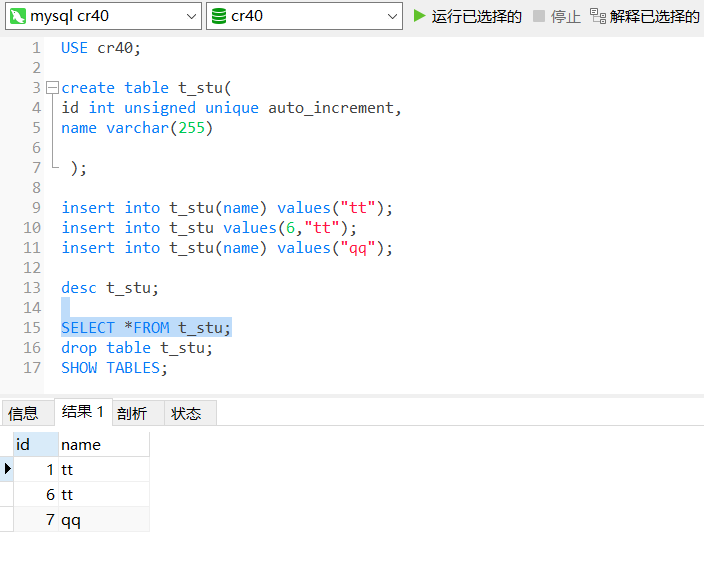 mysql cr40 cr40 运行已选择的 停止 解释已选择的
1 USE cr40;
2
3 create table t_stu(
4 id int unsigned unique auto_increment,
5 name varchar(255)
6
7 );
8
9 insert into t_stu(name) values("tt");
10 insert into t_stu values(6,"tt");
11 insert into t_stu(name) values("qq");
12
13 desc t_stu;
14
15 SELECT *FROM t_stu;
16 drop table t_stu;
17 SHOW TABLES;
信息 结果 1 剖析 状态
id name
1 tt
6 tt
7 qq